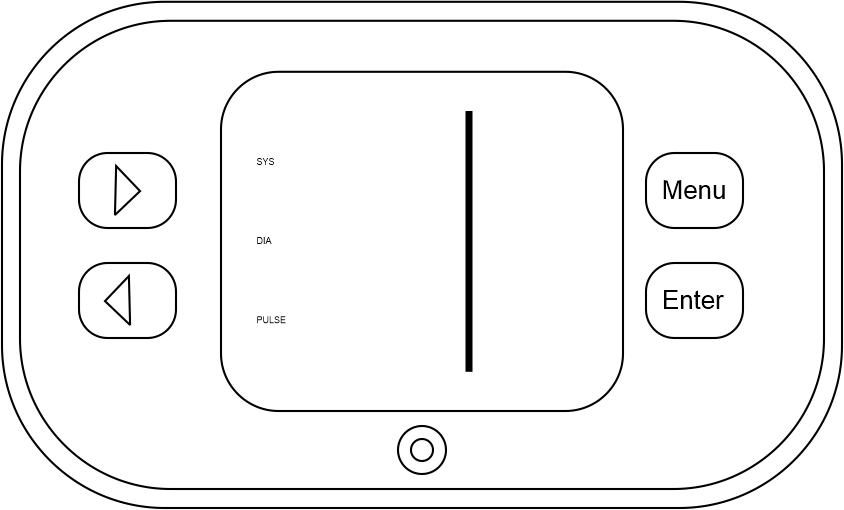 SYS
DIA
PULSE
Menu
Enter